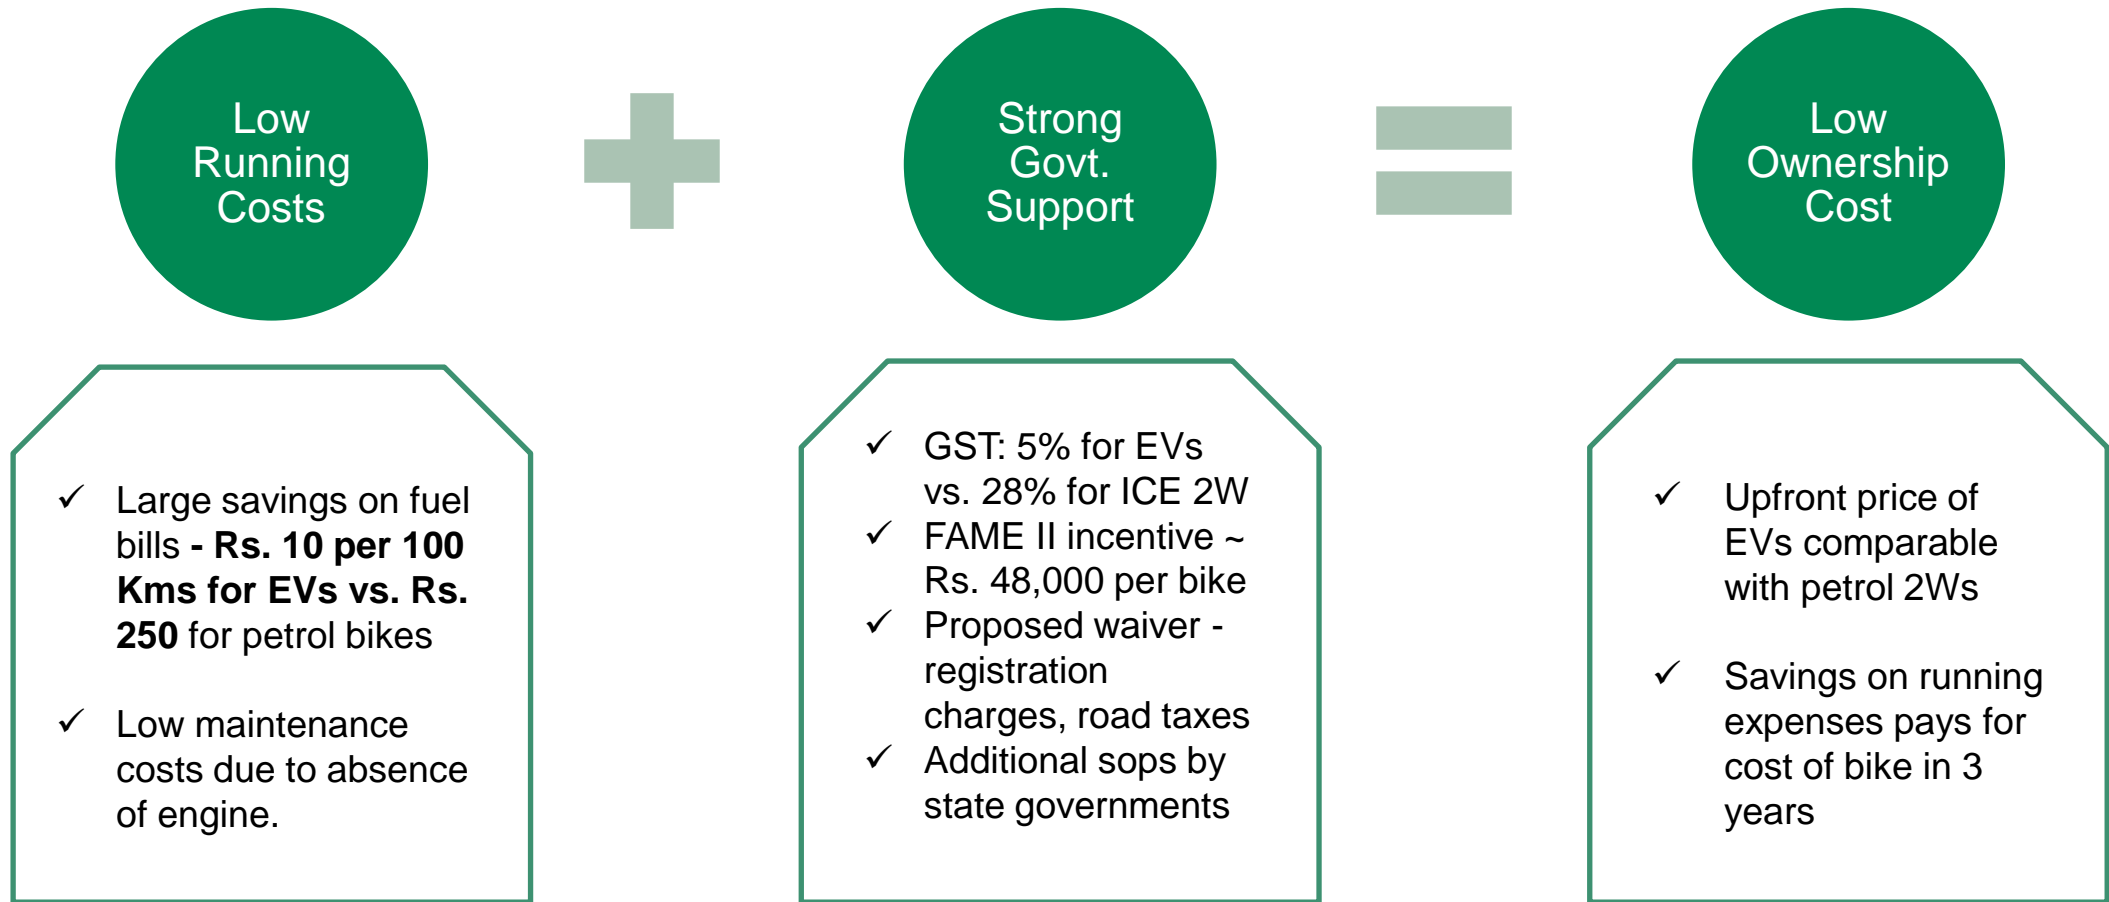 Low
Running
Costs
Strong
Govt.
Support
Low
Ownership
Cost
✓ Large savings on fuel
bills - Rs. 10 per 100
Kms for EVs vs. Rs.
250 for petrol bikes
✓ Low maintenance
costs due to absence
of engine.
✓ GST: 5% for EVs
vs. 28% for ICE 2W
✓ FAME II incentive ~
Rs. 48,000 per bike
✓ Proposed waiver -
registration
charges, road taxes
✓ Additional sops by
state governments
✓ Upfront price of
EVs comparable
with petrol 2Ws
✓ Savings on running
expenses pays for
cost of bike in 3
years